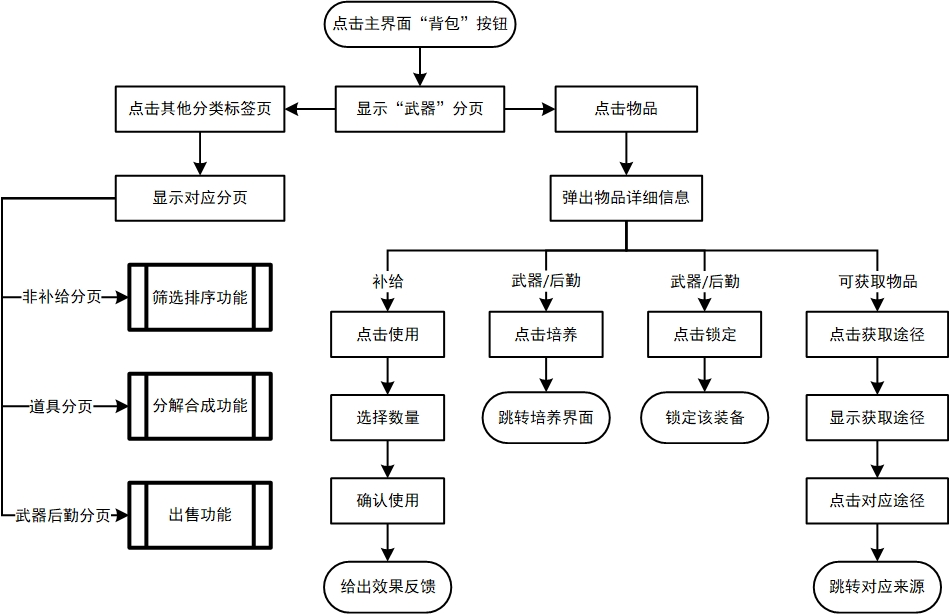 点击主界面“背包”按钮
点击其他分类标签页
显示“武器”分页
点击物品
显示对应分页
弹出物品详细信息
补给
武器/后勤
武器/后勤
可获取物品
非补给分页
筛选排序功能
点击使用
点击培养
点击锁定
点击获取途径
道具分页
分解合成功能
选择数量
跳转培养界面
锁定该装备
显示获取途径
武器后勤分页
出售功能
确认使用
点击对应途径
给出效果反馈
跳转对应来源